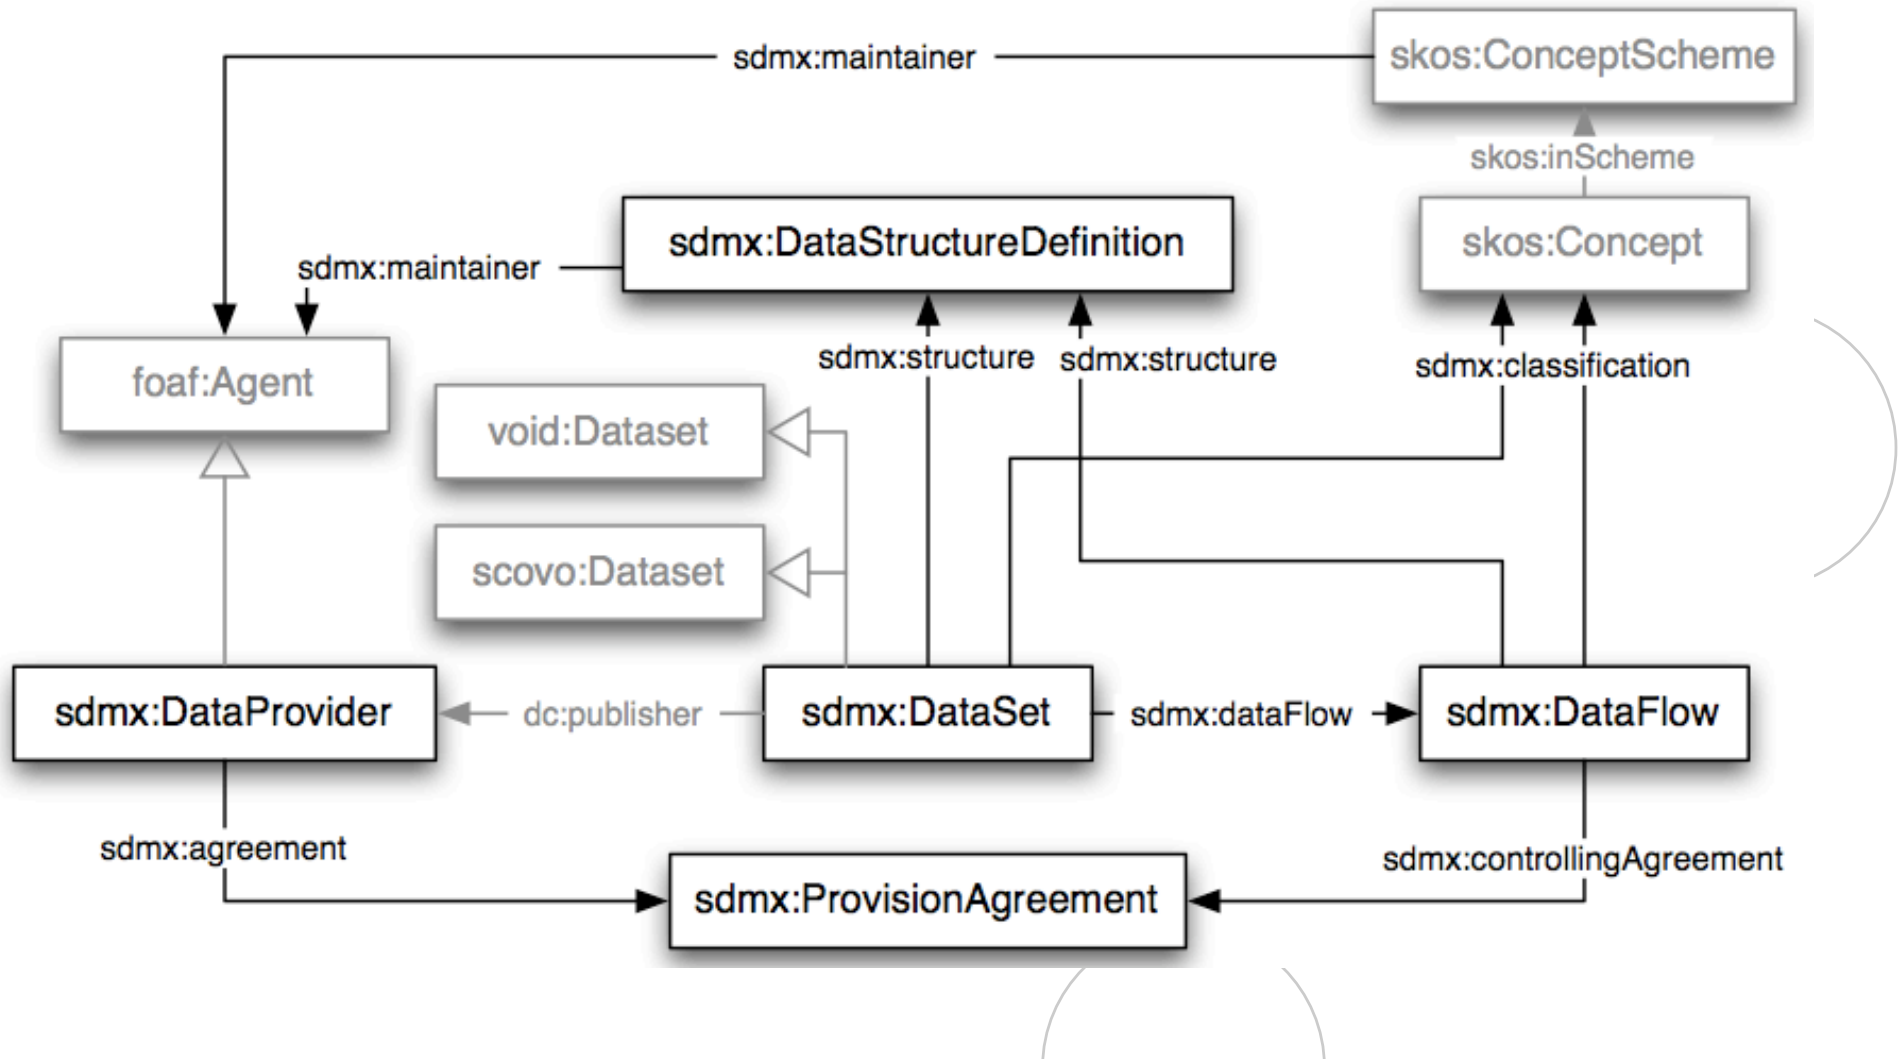 skos:ConceptScheme
sdmx:maintainer
skos:inScheme
sdmx:DataStructureDefinition
skos:Concept
sdmx:maintainer
sdmx:structure
sdmx:structure
sdmx:classification
foaf:Agent
void:Dataset
scovo:Dataset
sdmx:DataProvider
dc:publisher
sdmx:DataSet
sdmx:dataFlow
sdmx:DataFlow
sdmx:agreement
sdmx:controllingAgreement
sdmx:ProvisionAgreement